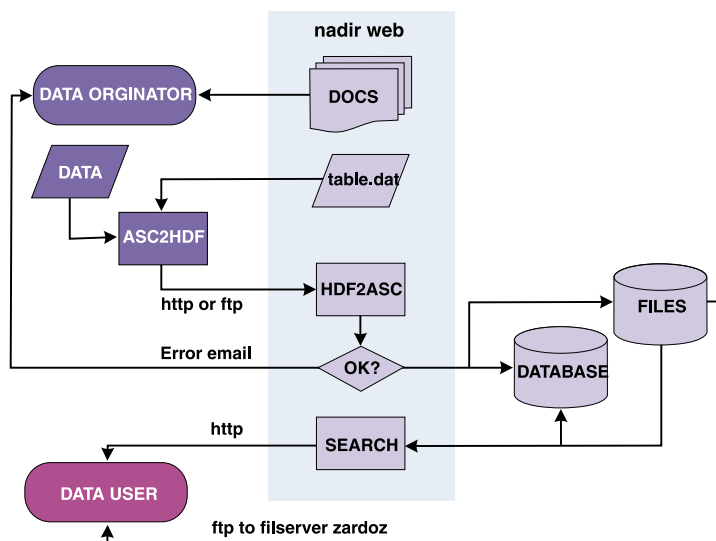 nadir web
DATA ORGINATOR
DOCS
DATA
table.dat
ASC2HDF
http or ftp
HDF2ASC
FILES
Error email
OK?
DATABASE
http
SEARCH
DATA USER
ftp to filserver zardoz